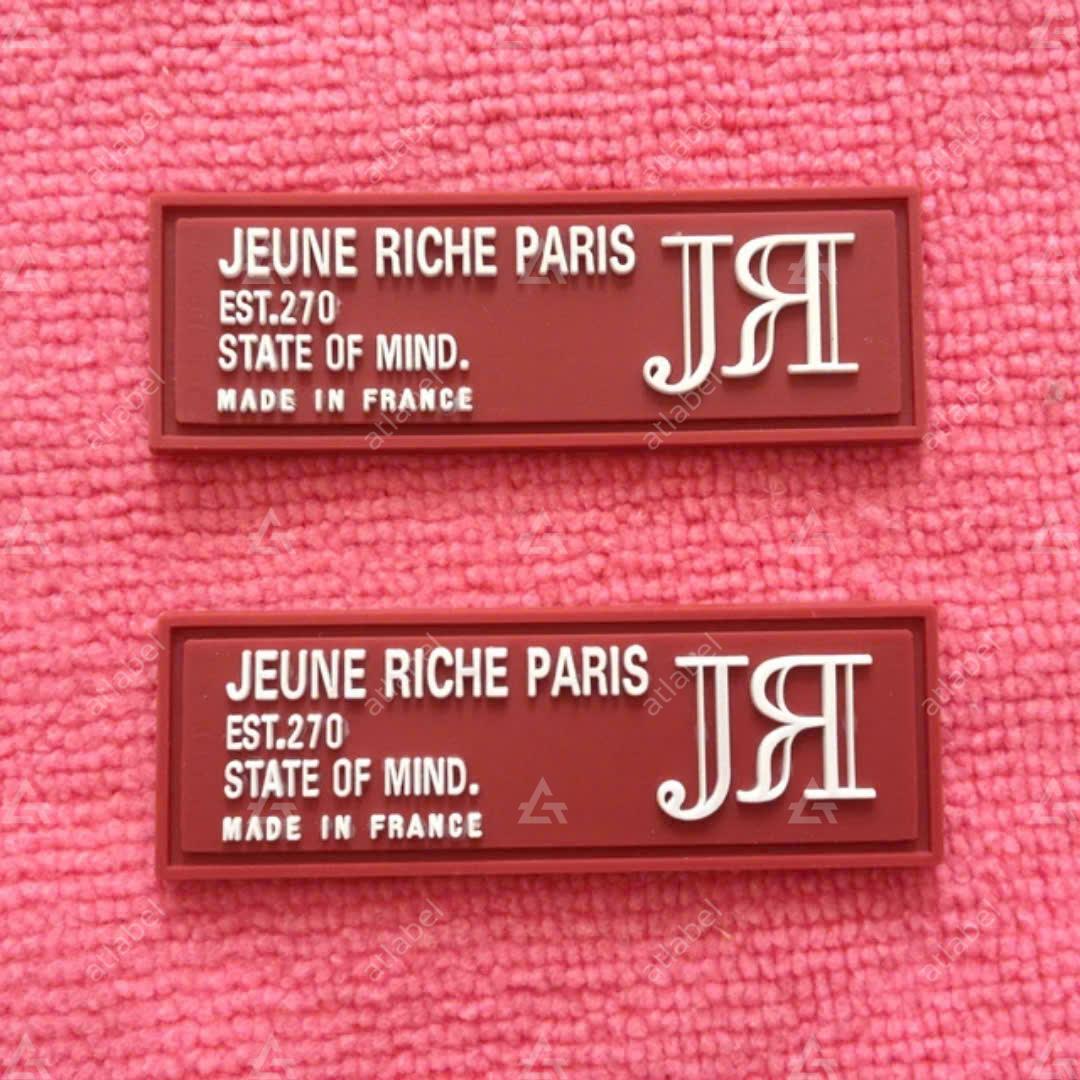 JEUNE RICHE PARIS
EST.270
STATE OF MIND.
MADE IN FRANCE
JR
JEUNE RICHE PARIS
EST.270
STATE OF MIND.
MADE IN FRANCE
JR
atlabel